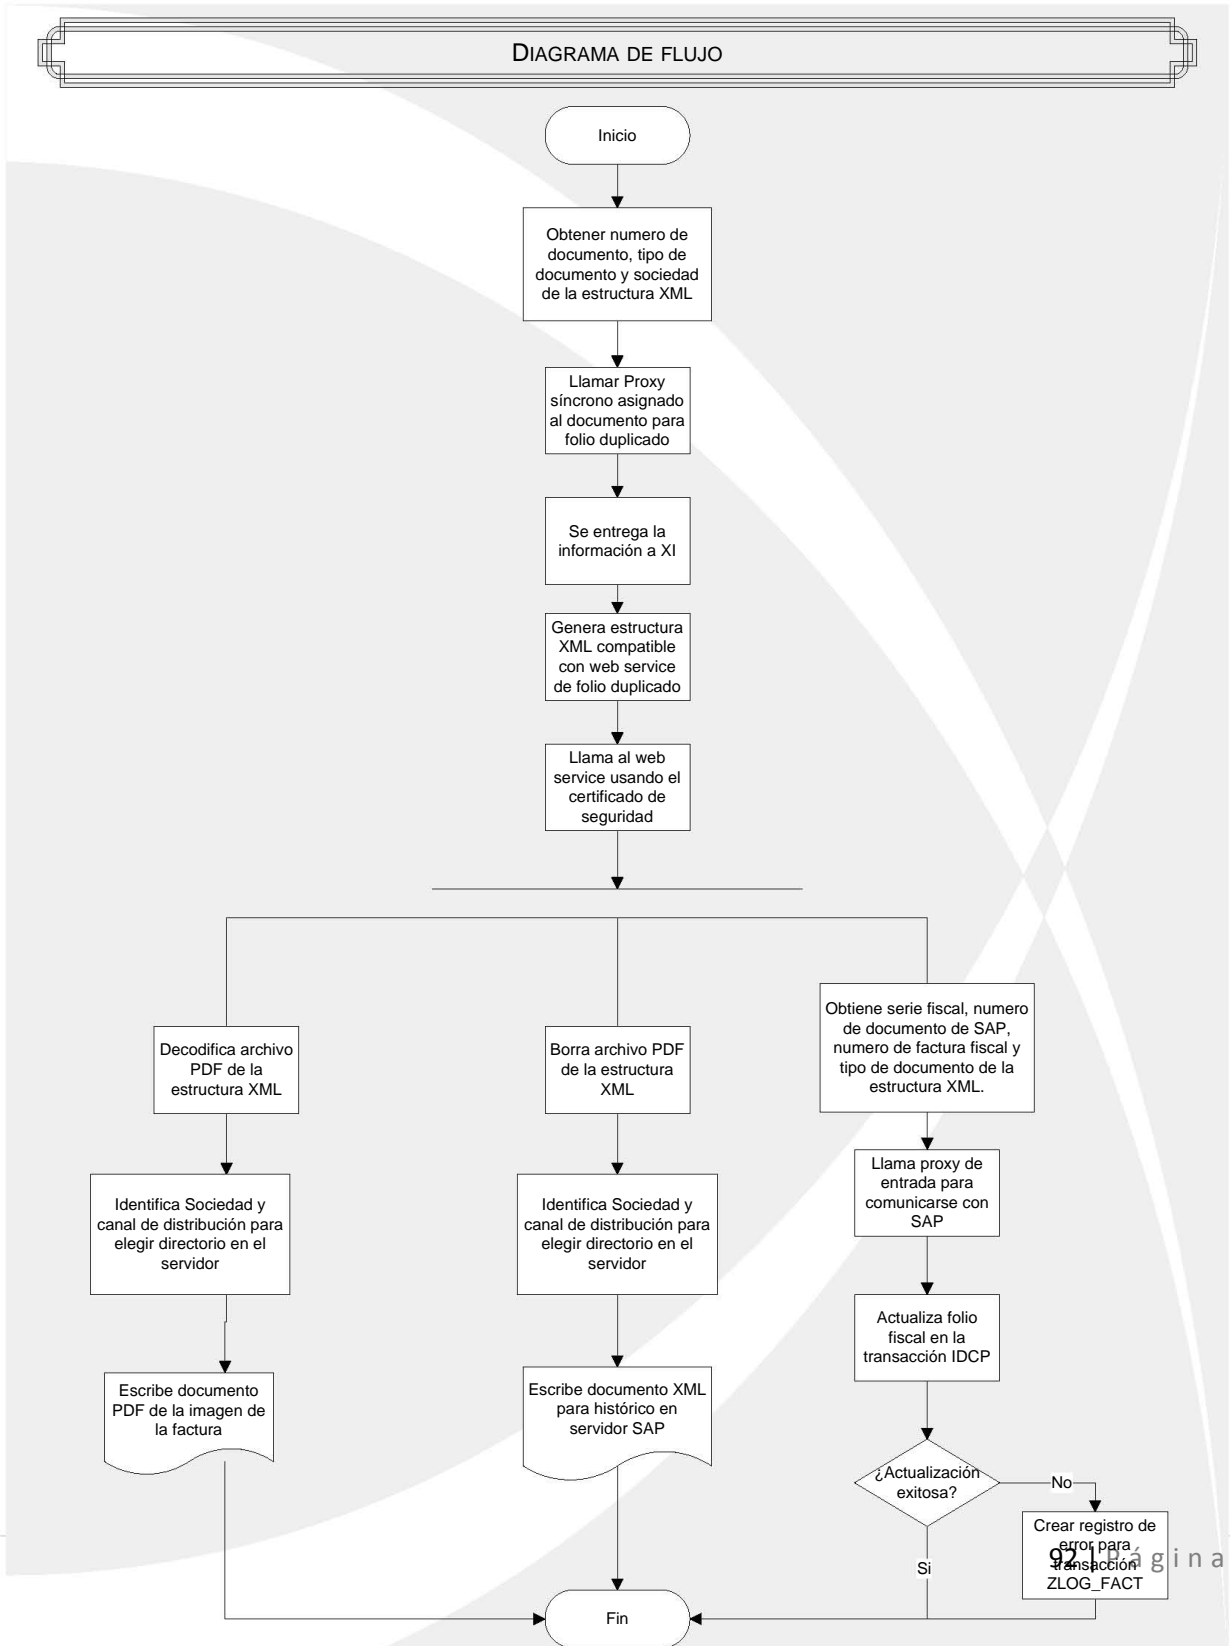 DIAGRAMA DE FLUJO
Inicio
Obtener numero de
documento, tipo de
documento y sociedad
de la estructura XML
Llamar Proxy
síncrono asignado
al documento para
folio duplicado
Se entrega la
información a XI
Genera estructura
XML compatible
con web service
de folio duplicado
Llama al web
service usando el
certificado de
seguridad
Decodifica archivo
PDF de la
estructura XML
Identifica Sociedad y
canal de distribución para
elegir directorio en el
servidor
Escribe documento
PDF de la imagen de
la factura
Borra archivo PDF
de la estructura
XML
Identifica Sociedad y
canal de distribución para
elegir directorio en el
servidor
Escribe documento XML
para histórico en
servidor SAP
Obtiene serie fiscal, numero
de documento de SAP,
numero de factura fiscal y
tipo de documento de la
estructura XML.
Llama proxy de
entrada para
comunicarse con
SAP
Actualiza folio
fiscal en la
transacción IDCP
¿Actualización
exitosa?
No
Si
Crear registro de
error para
transacción
ZLOG_FACT
Fin
92 | Página